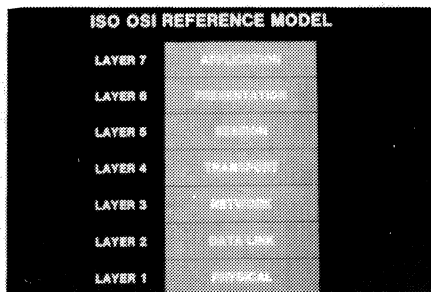 ISO OSI REFERENCE MODEL
LAYER 7 APPLICATION
LAYER 6 PRESENTATION
LAYER 5 SESSION
LAYER 4 TRANSPORT
LAYER 3 NETWORK
LAYER 2 DATA LINK
LAYER 1 PHYSICAL